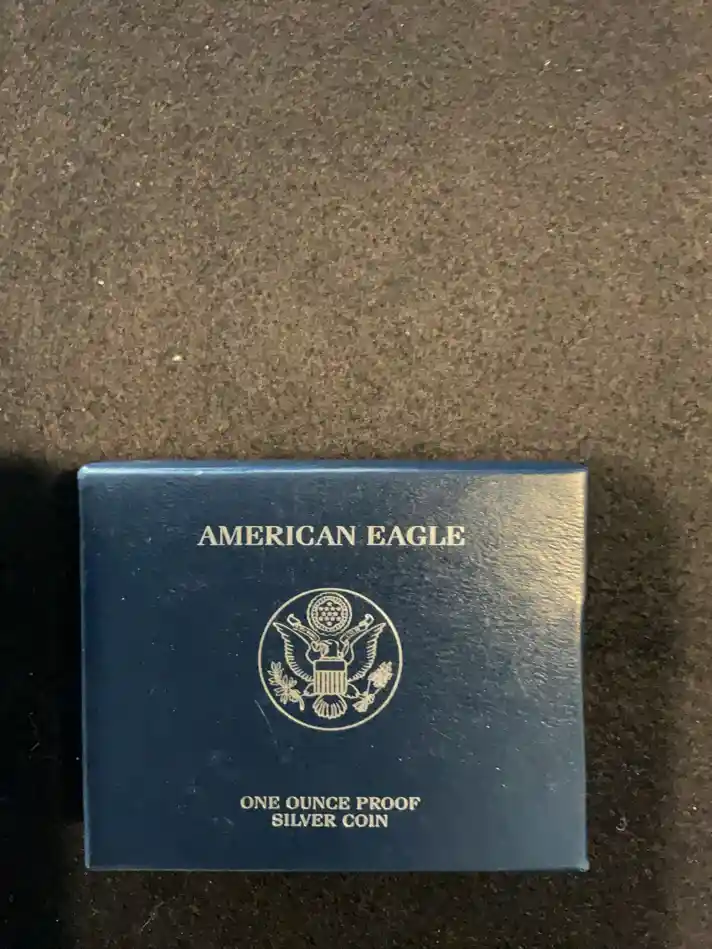 AMERICAN EAGLE
ONE OUNCE PROOF
SILVER COIN